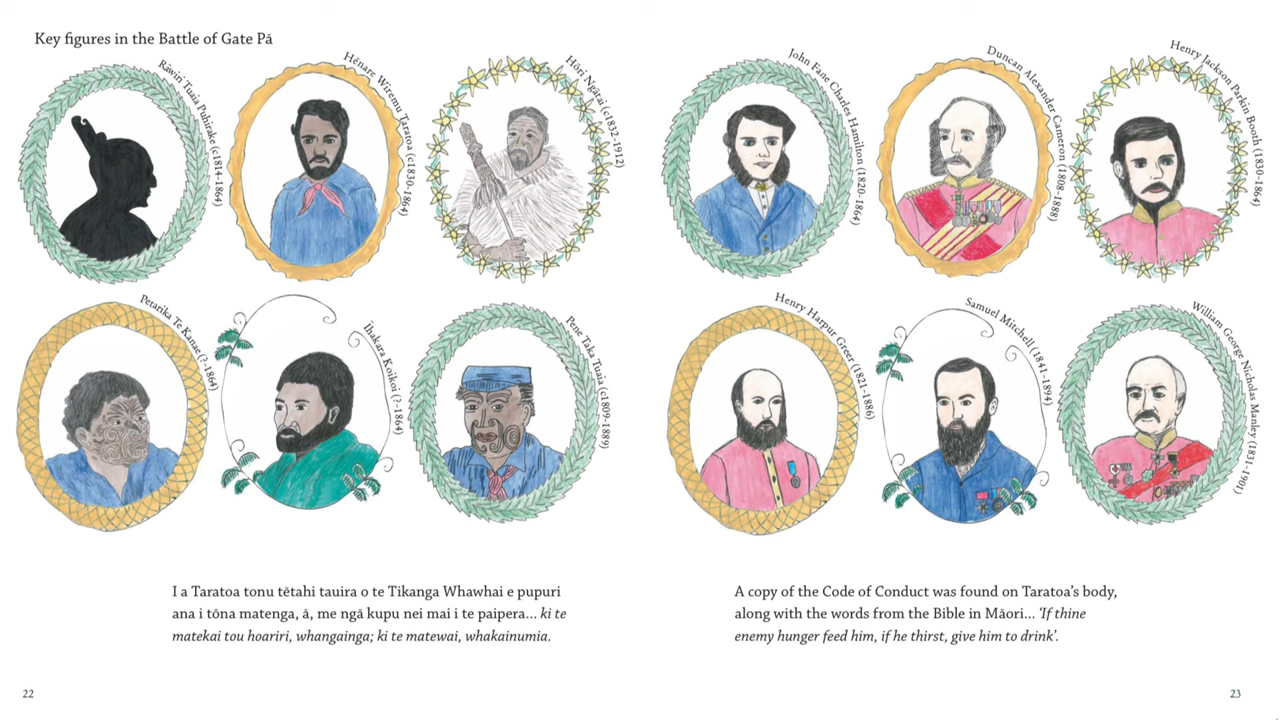 Key figures in the Battle of Gate Pā
Rāwiri Tuaia Puhirake (c1814-1864)
Hēnare Wiremu Taratoa (c1830-1864)
Hōri Ngātai (c1832-1912)
Petarika Te Kanae (?-1864)
Īhakara Koikoi (?-1864)
Pene Taka Tuaia (c1809-1889)
I a Taratoa tonu tētahi tauira o te Tikanga Whawhai e pupuri
ana i tōna matenga, ā, me ngā kupu nei mai i te paipera... ki te
matekai tou hoariri, whangainga; ki te matewai, whakainumia.
22
John Fane Charles Hamilton (1820-1864)
Duncan Alexander Cameron (1808-1888)
Henry Jackson Parkin Booth (1830-1864)
Henry Harpur Greer (1821-1886)
Samuel Mitchell (1841-1894)
William George Nicholas Manley (1831-1901)
A copy of the Code of Conduct was found on Taratoa's body,
along with the words from the Bible in Māori... 'If thine
enemy hunger feed him, if he thirst, give him to drink'.
23